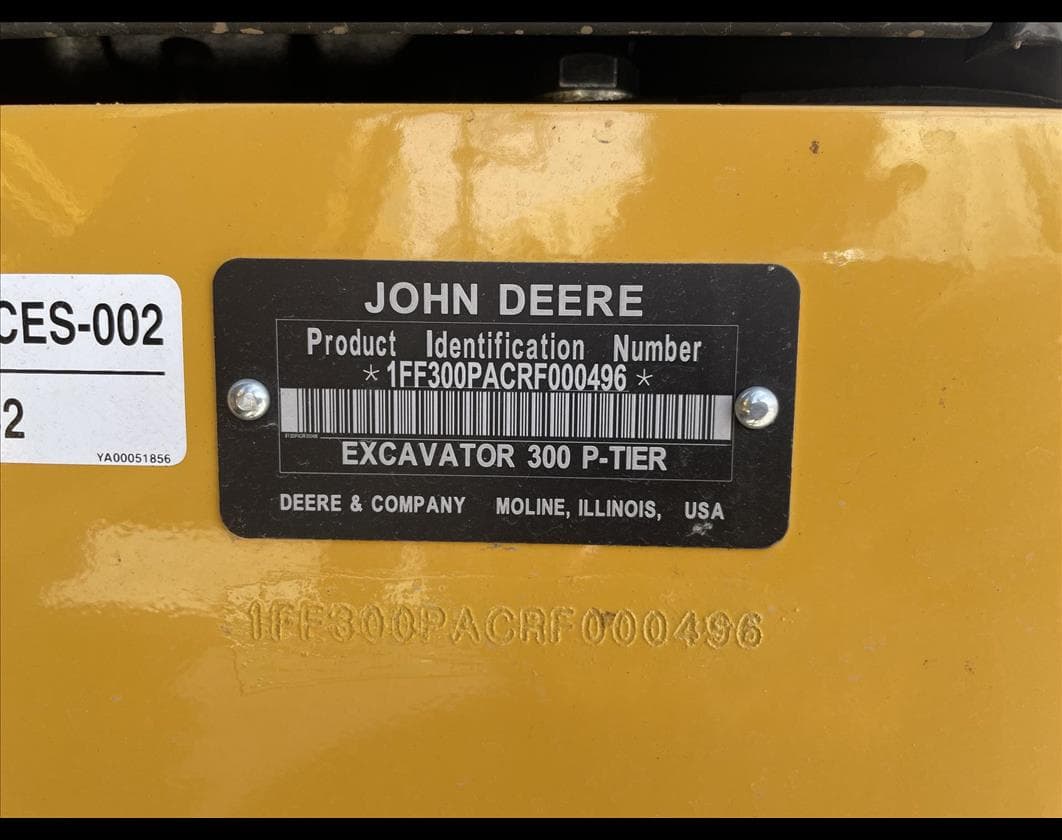 CES-002
2
YA00051856
JOHN DEERE
Product Identification Number
*1FF300PACRF000496*
EXCAVATOR 300 P-TIER
DEERE & COMPANY MOLINE, ILLINOIS, USA
1FF300PACRF000496